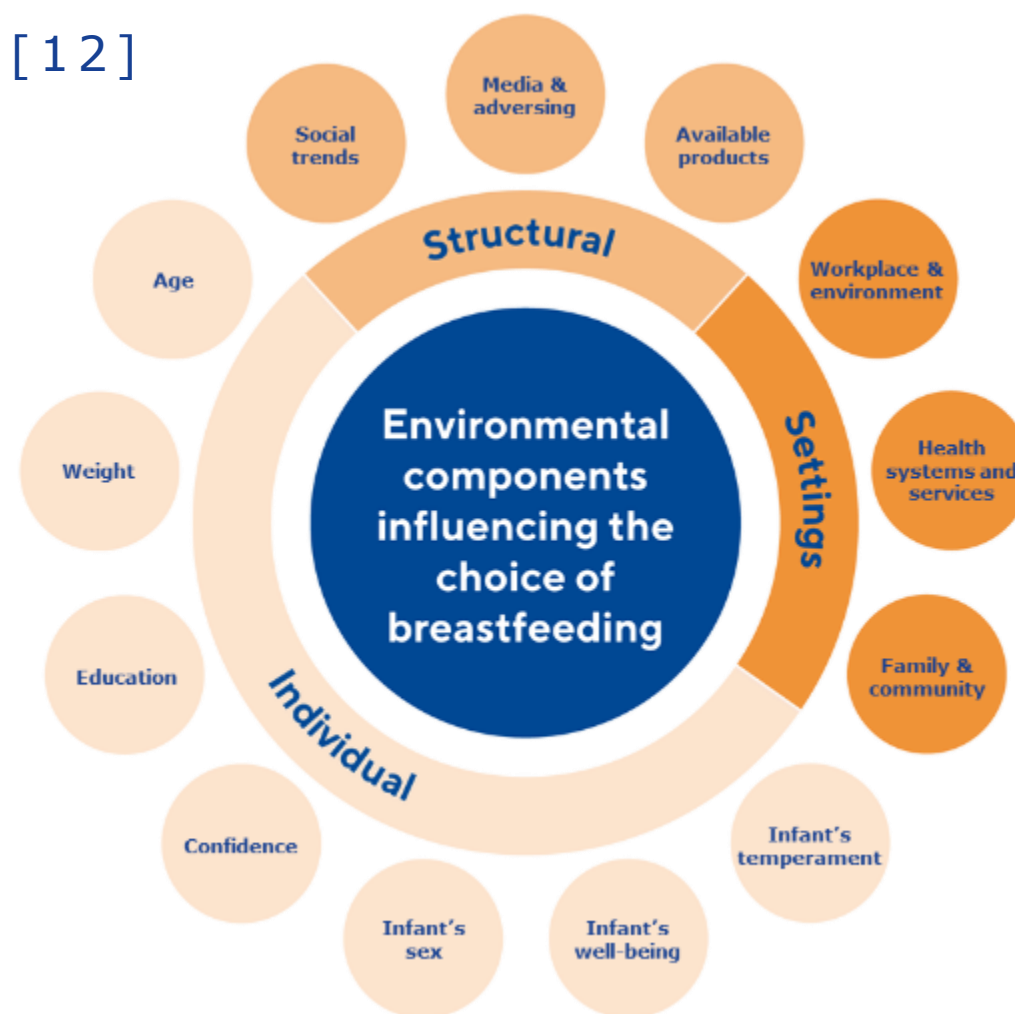 [12]
Media &
adversing
Social
trends
Available
products
Age
Workplace &
environment
Structural
Weight
Settings
Health
systems and
services
Environmental
components
influencing the
choice of
breastfeeding
Education
Family &
community
Individual
Confidence
Infant's
temperament
Infant's
sex
Infant's
well-being